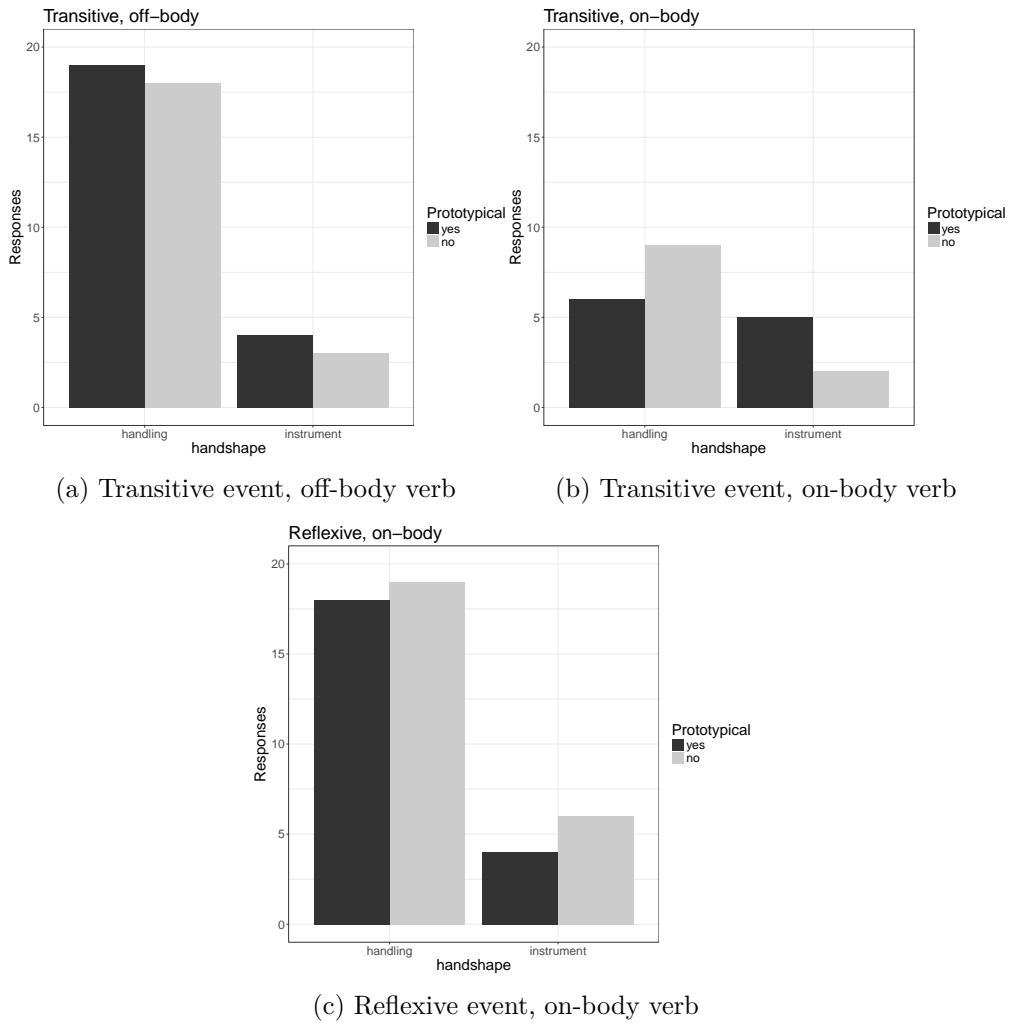 Transitive, off−body
20
15
10
5
0
Responses
handling
instrument
handshape
Prototypical
yes
no
(a) Transitive event, off-body verb
Transitive, on−body
20
15
10
5
0
Responses
handling
instrument
handshape
Prototypical
yes
no
(b) Transitive event, on-body verb
Reflexive, on−body
20
15
10
5
0
Responses
handling
instrument
handshape
Prototypical
yes
no
(c) Reflexive event, on-body verb